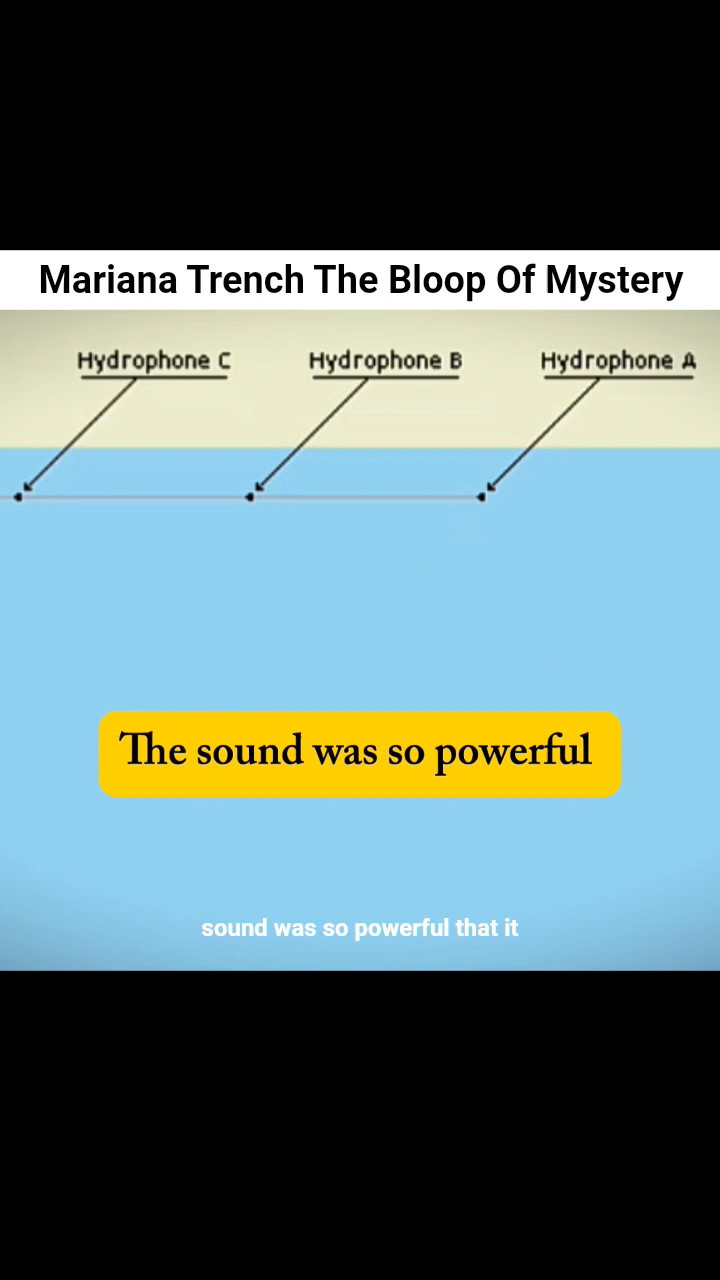 Mariana Trench The Bloop Of Mystery
Hydrophone C Hydrophone B Hydrophone A
The sound was so powerful
sound was so powerful that it